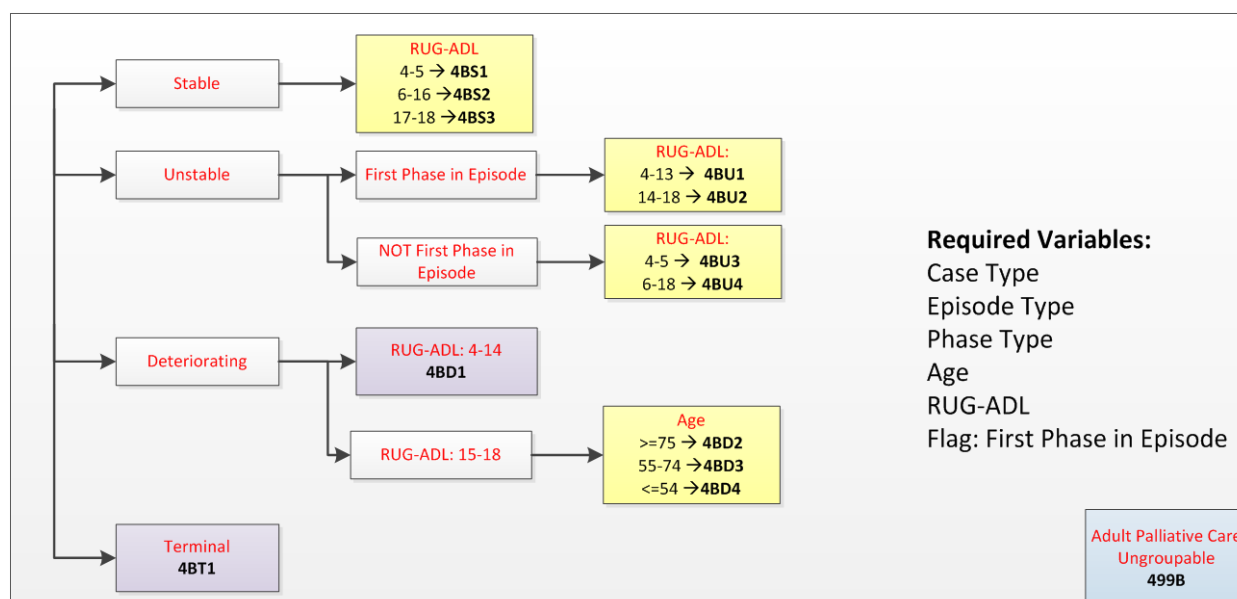 Stable
RUG-ADL
4-5 → 4BS1
6-16 → 4BS2
17-18 → 4BS3
Unstable
First Phase in Episode
RUG-ADL:
4-13 → 4BU1
14-18 → 4BU2
NOT First Phase in
Episode
RUG-ADL:
4-5 → 4BU3
6-18 → 4BU4
Deteriorating
RUG-ADL: 4-14
4BD1
RUG-ADL: 15-18
Age
>=75 → 4BD2
55-74 → 4BD3
<=54 → 4BD4
Terminal
4BT1
Required Variables:
Case Type
Episode Type
Phase Type
Age
RUG-ADL
Flag: First Phase in Episode
Adult Palliative Care
Ungroupable
499B